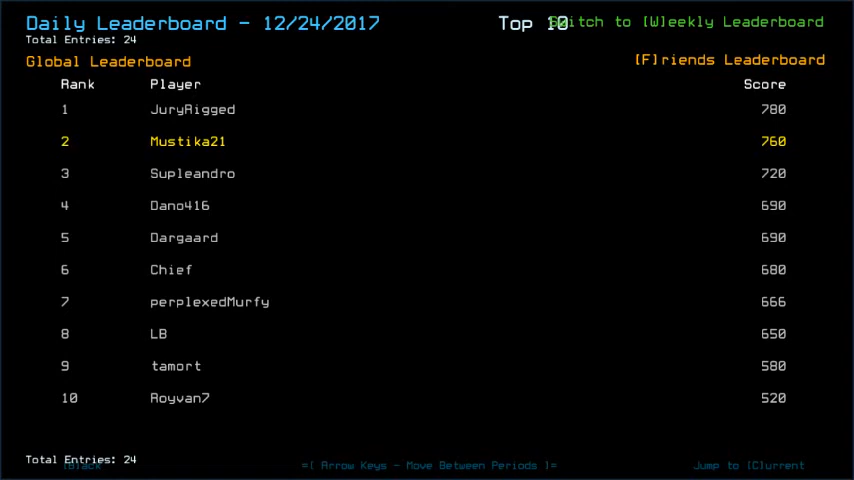 Daily Leaderboard - 12/24/2017 Top 10 Switch to [W]eekly Leaderboard
Total Entries: 24
Global Leaderboard [F]riends Leaderboard
Rank Player Score
1 JuryRigged 780
2 Mustika21 760
3 Supleandro 720
4 Dano416 690
5 Dargaard 690
6 Chief 680
7 perplexedMurfy 666
8 LB 650
9 tamort 580
10 Royvan7 520
Total Entries: 24
[B]ack =[ Arrow Keys - Move Between Periods ]= Jump to [C]urrent